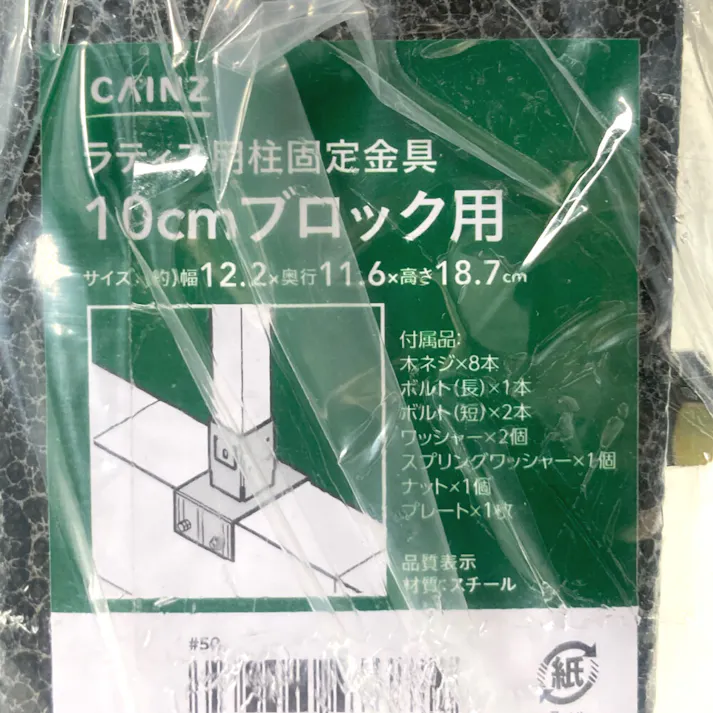 CAINZ
ラティス用柱固定金具
10cmブロック用
サイズ:(約)幅12.2×奥行11.6×高さ18.7cm
付属品:
木ネジ×8本
ボルト(長)×1本
ボルト(短)×2本
ワッシャー×2個
スプリングワッシャー×1個
ナット×1個
プレート×1枚
品質表示
材質:スチール
#50
紙